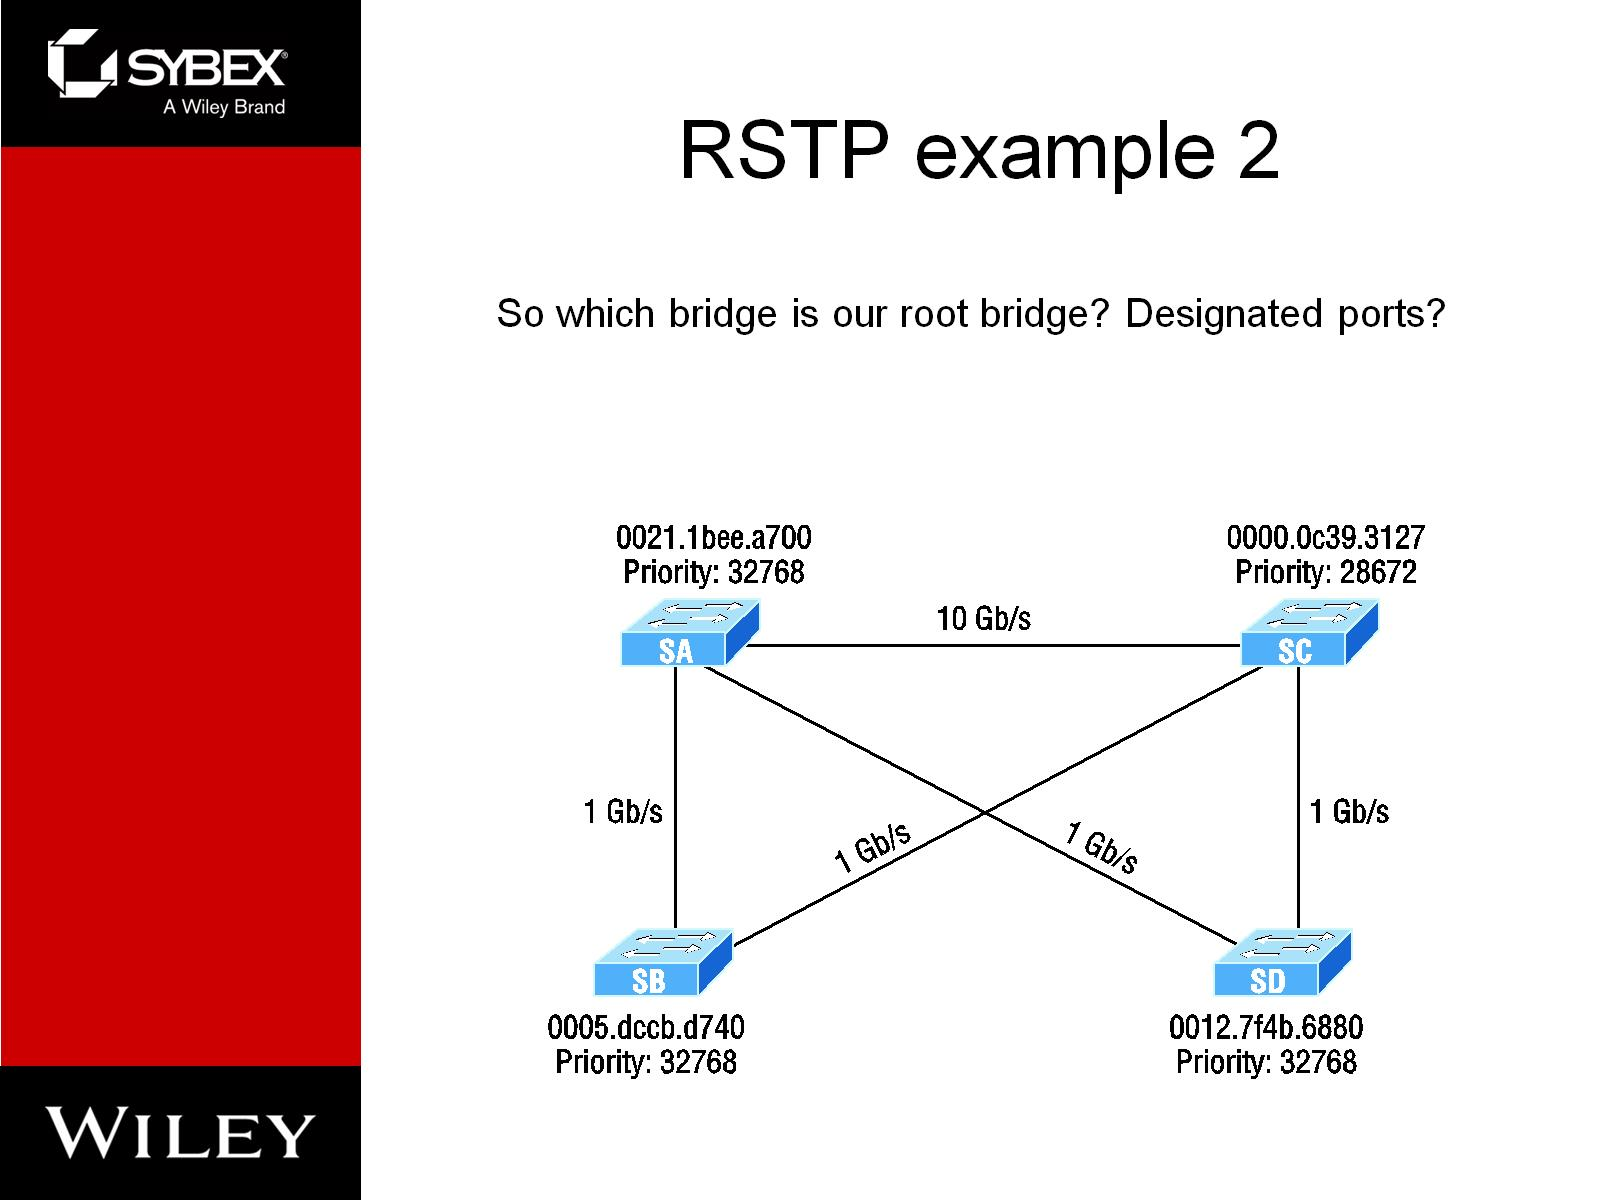 SYBEX®
A Wiley Brand
RSTP example 2
So which bridge is our root bridge? Designated ports?
0021.1bee.a700
Priority: 32768
0000.0c39.3127
Priority: 28672
10 Gb/s
SA
SC
1 Gb/s
1 Gb/s
1 Gb/s
1 Gb/s
SB
SD
0005.dccb.d740
Priority: 32768
0012.7f4b.6880
Priority: 32768
WILEY